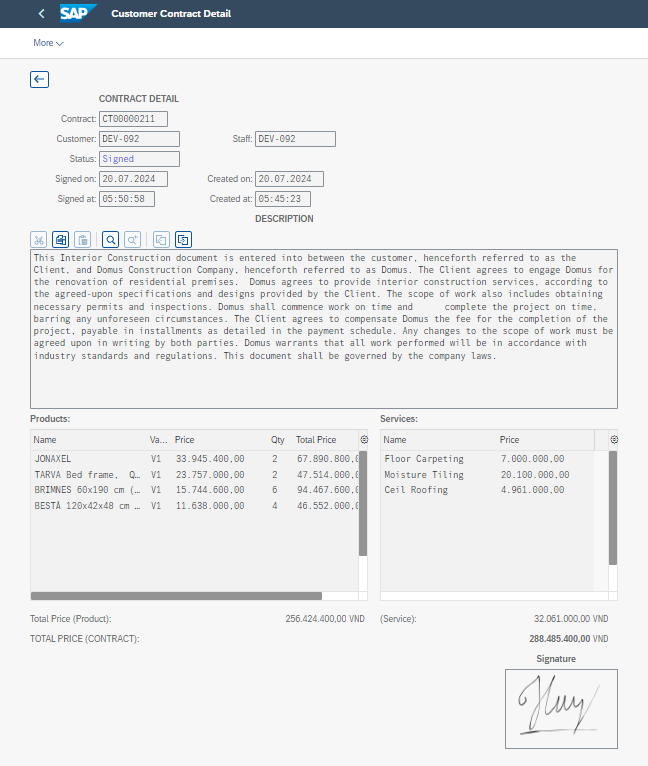 SAP Customer Contract Detail
More
CONTRACT DETAIL
Contract: CT00000211
Customer: DEV-092 Staff: DEV-092
Status: Signed
Signed on: 20.07.2024 Created on: 20.07.2024
Signed at: 05:50:58 Created at: 05:45:23
DESCRIPTION
This Interior Construction document is entered into between the customer, henceforth referred to as the
Client, and Domus Construction Company, henceforth referred to as Domus. The Client agrees to engage Domus for
the renovation of residential premises. Domus agrees to provide interior construction services, according to
the agreed-upon specifications and designs provided by the Client. The scope of work also includes obtaining
necessary permits and inspections. Domus shall commence work on time and complete the project on time,
barring any unforeseen circumstances. The Client agrees to compensate Domus the fee for the completion of the
project, payable in installments as detailed in the payment schedule. Any changes to the scope of work must be
agreed upon in writing by both parties. Domus warrants that all work performed will be in accordance with
industry standards and regulations. This document shall be governed by the company laws.
Products: Services:
Name Va... Price Qty Total Price Name Price
JONAXEL V1 33.945.400,00 2 67.890.800,0 Floor Carpeting 7.000.000,00
TARVA Bed frame, Q... V1 23.757.000,00 2 47.514.000,0 Moisture Tiling 20.100.000,00
BRIMNES 60x190 cm (... V1 15.744.600,00 6 94.467.600,0 Ceil Roofing 4.961.000,00
BESTÅ 120x42x48 cm ... V1 11.638.000,00 4 46.552.000,0
Total Price (Product): 256.424.400,00 VND (Service): 32.061.000,00 VND
TOTAL PRICE (CONTRACT): 288.485.400,00 VND
Signature
Huy